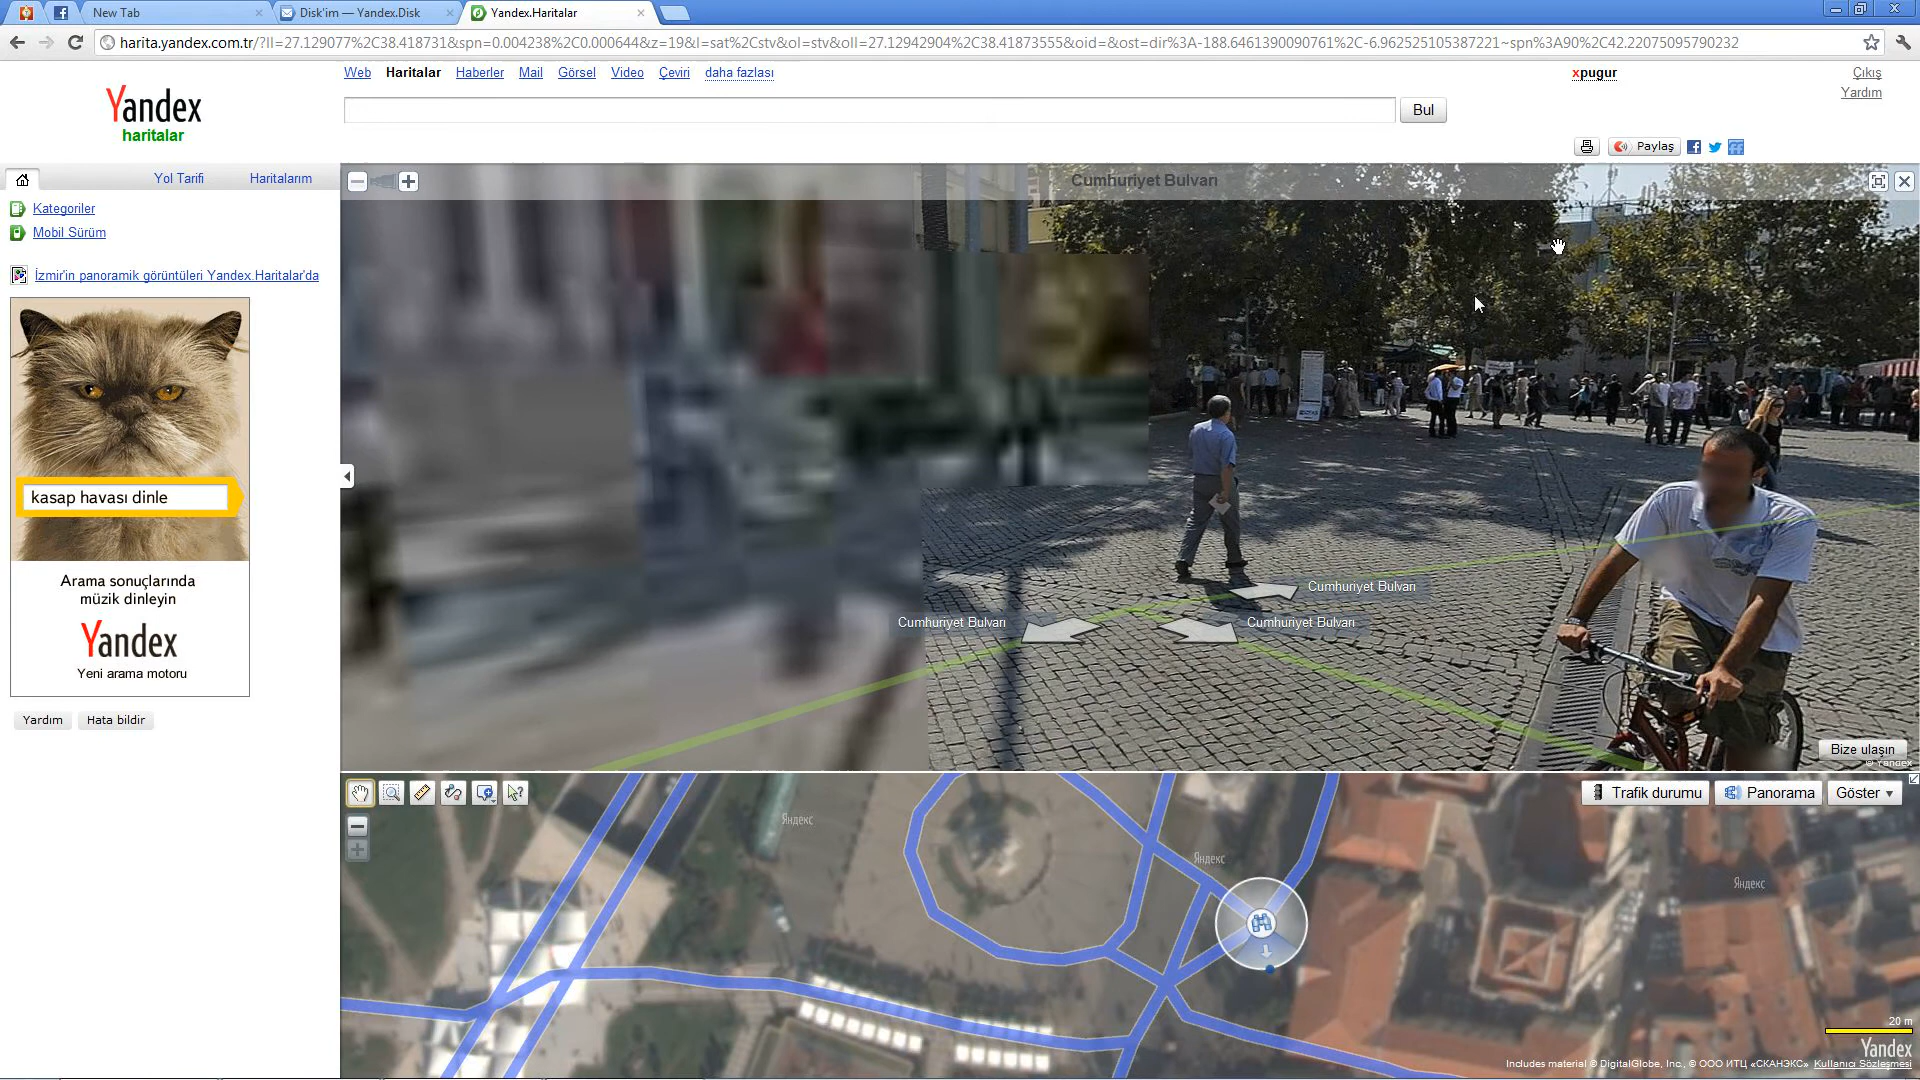 New Tab
Disk'im — Yandex.Disk
Yandex.Haritalar
harita.yandex.com.tr/?ll=27.129077%2C38.418731&spn=0.004238%2C0.000644&z=19&l=sat%2Cstv&ol=stv&oll=27.12942904%2C38.41873555&oid=&ost=dir%3A-188.6461390090761%2C-6.962525105387221~spn%3A90%2C42.22075095790232
Web Haritalar Haberler Mail Görsel Video Çeviri daha fazlası
xpugur
Çıkış
Yardım
Yandex
haritalar
Bul
Paylaş
Yol Tarifi
Haritalarım
Cumhuriyet Bulvarı
Kategoriler
Mobil Sürüm
İzmir'in panoramik görüntüleri Yandex.Haritalar'da
kasap havası dinle
Arama sonuçlarında
müzik dinleyin
Yandex
Yeni arama motoru
Yardım
Hata bildir
Cumhuriyet Bulvarı
Cumhuriyet Bulvarı
Cumhuriyet Bulvarı
Bize ulaşın
© Yandex
Trafik durumu
Panorama
Göster
Яндекс
Яндекс
Яндекс
20 m
Yandex
Includes material © DigitalGlobe, Inc., © ООО ИТЦ «СКАНЭКС» Kullanıcı Sözleşmesi